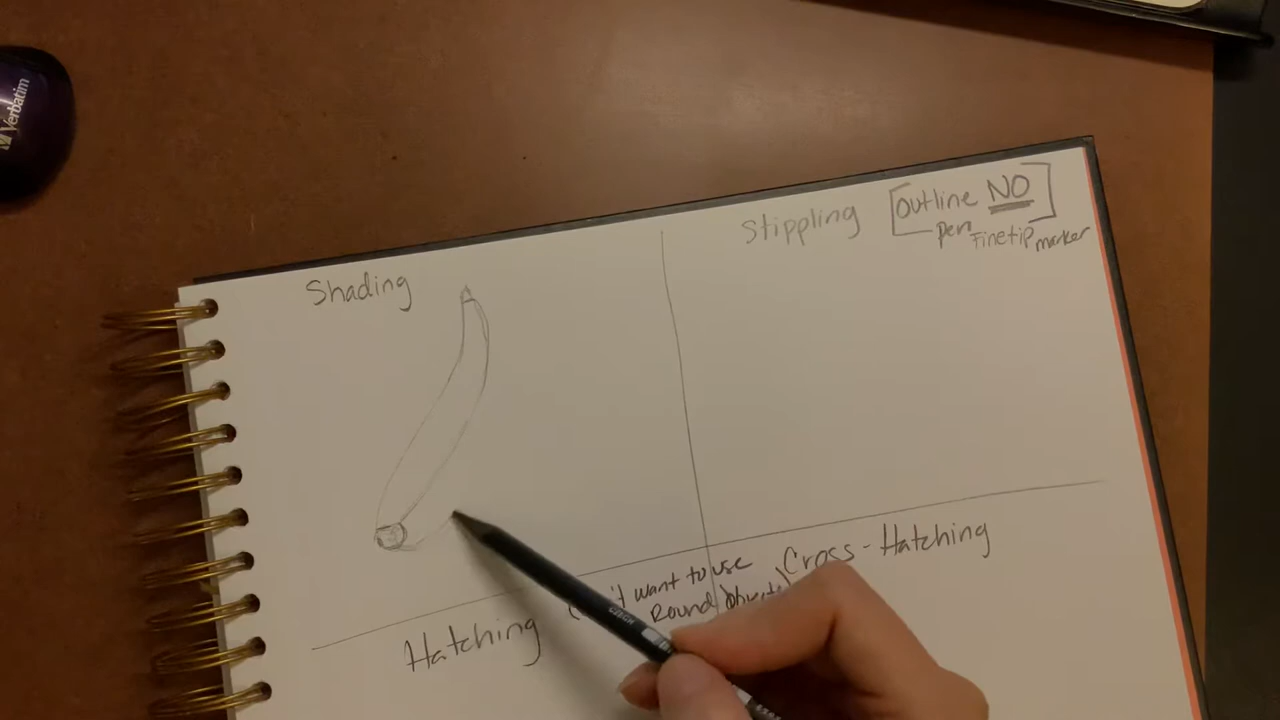 Verbatim
Shading
Stippling
[Outline NO]
pen Finetip marker
want to use
Round
Cross-Hatching
Hatching